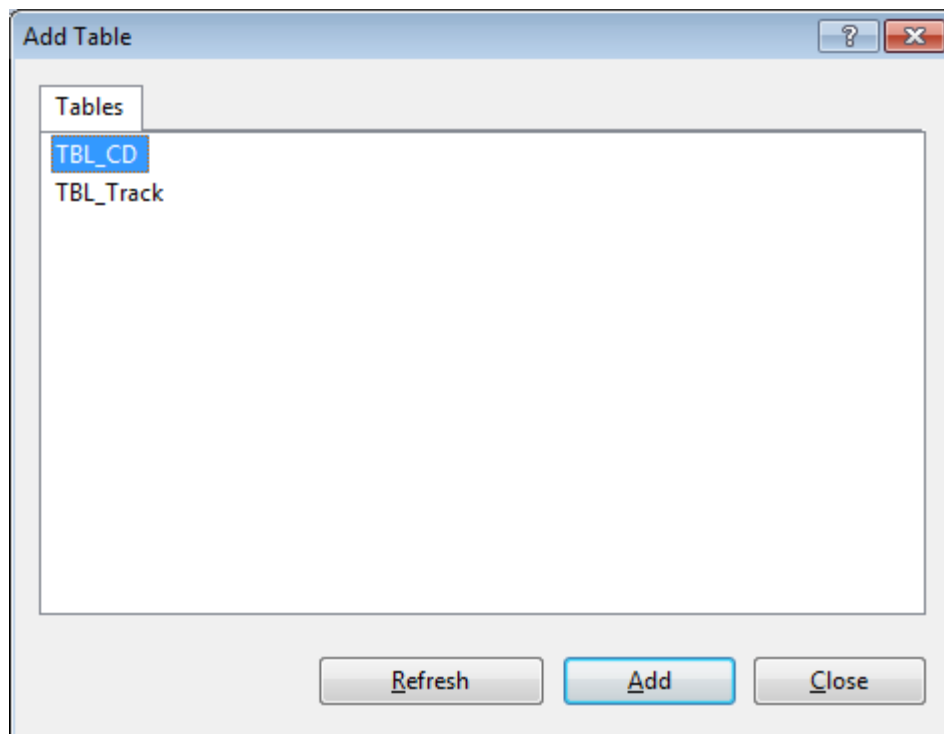 Add Table
Tables
TBL_CD
TBL_Track
Refresh Add Close